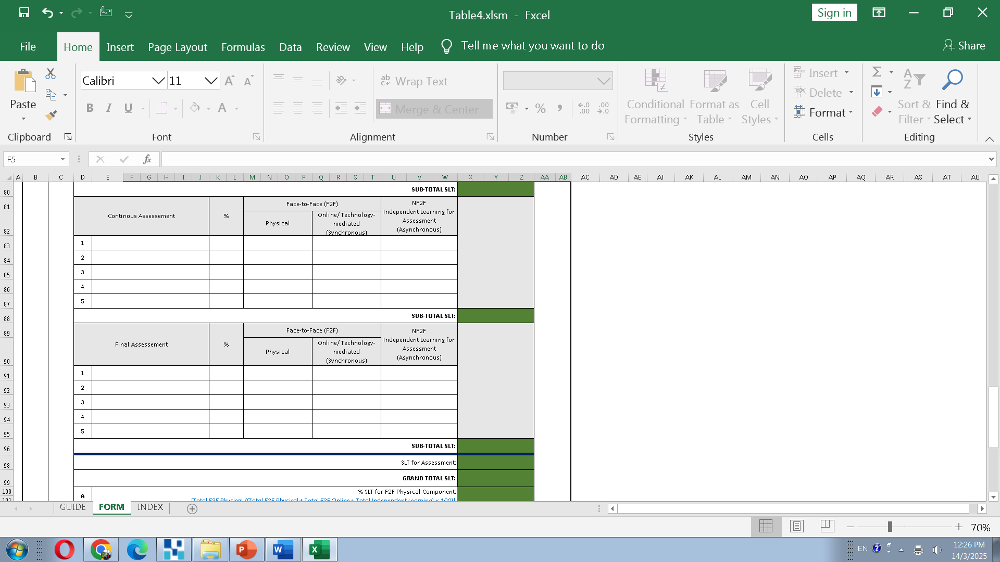 Table4.xlsm - Excel
Sign in
File Home Insert Page Layout Formulas Data Review View Help Tell me what you want to do Share
Paste
Calibri 11
Wrap Text
Merge & Center
B I U A
%
Conditional Formatting
Format as Table
Cell Styles
Insert
Delete
Format
Sort & Filter
Find & Select
Clipboard Font Alignment Number Styles Cells Editing
F5 fx
A B C D E F G H I J K L M N O P Q R S T U V W X Y Z AA AB AC AD AE AJ AK AL AM AN AO AP AQ AR AS AT AU
80 SUB-TOTAL SLT:
81 Continous Assessement % Face-to-Face (F2F) NF2F
Independent Learning for
Assessment
(Asynchronous)
82 Physical Online/ Technology-
mediated
(Synchronous)
83 1
84 2
85 3
86 4
87 5
88 SUB-TOTAL SLT:
89 Final Assessement % Face-to-Face (F2F) NF2F
Independent Learning for
Assessment
(Asynchronous)
90 Physical Online/ Technology-
mediated
(Synchronous)
91 1
92 2
93 3
94 4
95 5
96 SUB-TOTAL SLT:
98 SLT for Assessment:
99 GRAND TOTAL SLT:
100 A % SLT for F2F Physical Component:
101 [Total F2F Physical /(Total F2F Physical + Total F2F Online + Total Independent Learning) x 100)]
GUIDE FORM INDEX
70%
EN 12:26 PM
14/3/2025